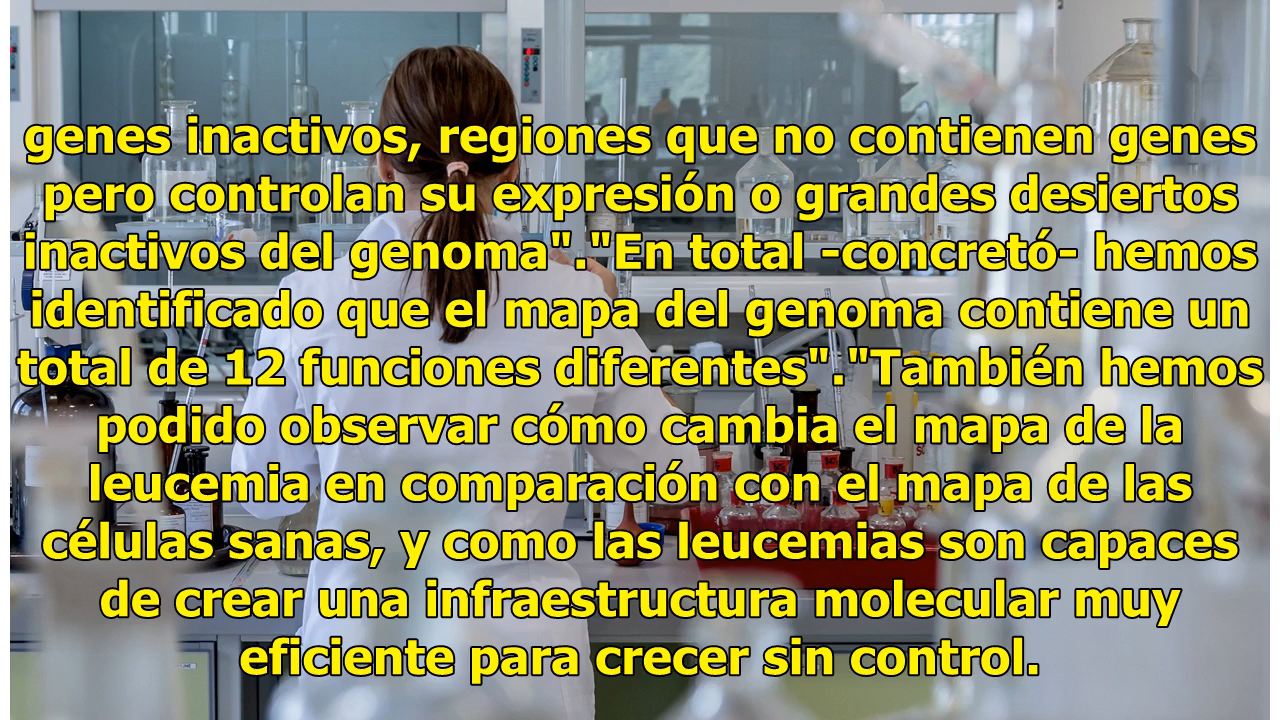 genes inactivos, regiones que no contienen genes
pero controlan su expresión o grandes desiertos
inactivos del genoma"."En total -concretó- hemos
identificado que el mapa del genoma contiene un
total de 12 funciones diferentes"."También hemos
podido observar cómo cambia el mapa de la
leucemia en comparación con el mapa de las
células sanas, y como las leucemias son capaces
de crear una infraestructura molecular muy
eficiente para crecer sin control.